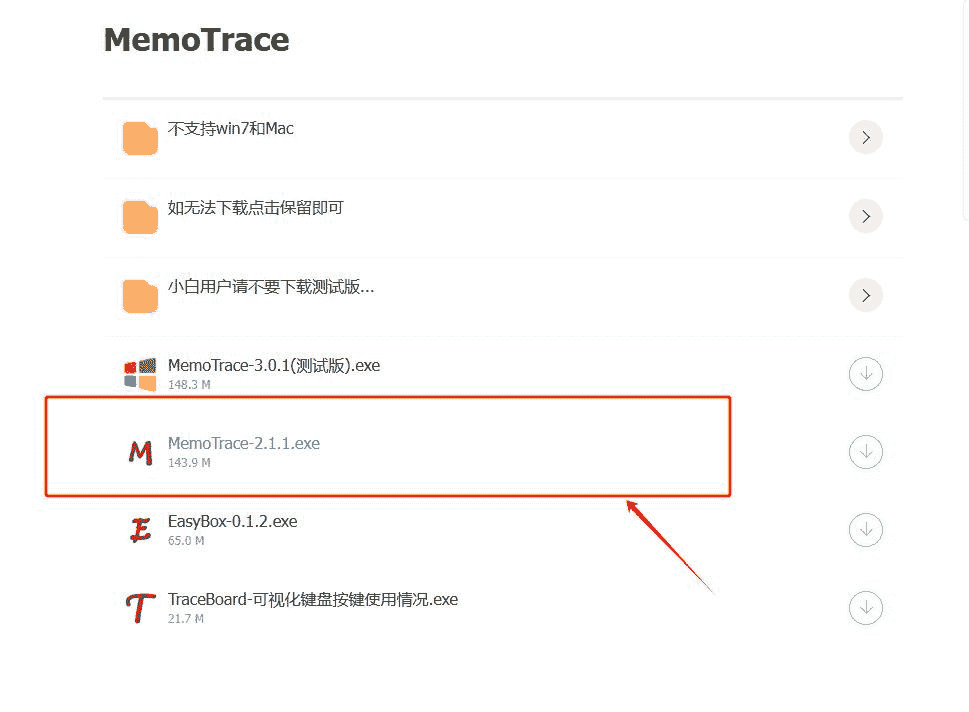 MemoTrace
不支持win7和Mac
如无法下载点击保留即可
小白用户请不要下载测试版...
MemoTrace-3.0.1(测试版).exe
148.3 M
MemoTrace-2.1.1.exe
143.9 M
EasyBox-0.1.2.exe
65.0 M
TraceBoard-可视化键盘按键使用情况.exe
21.7 M